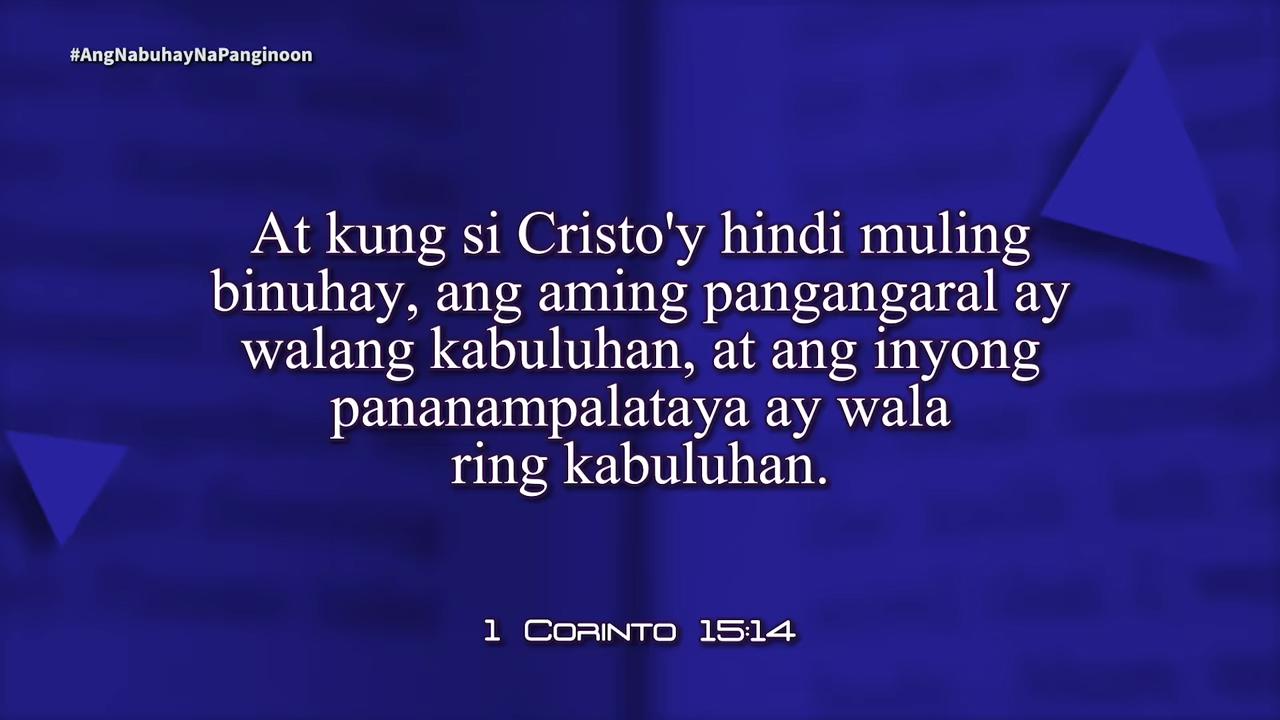 #AngNabuhayNaPanginoon
At kung si Cristo'y hindi muling
binuhay, ang aming pangangaral ay
walang kabuluhan, at ang inyong
pananampalataya ay wala
ring kabuluhan.
1 Corinto 15:14